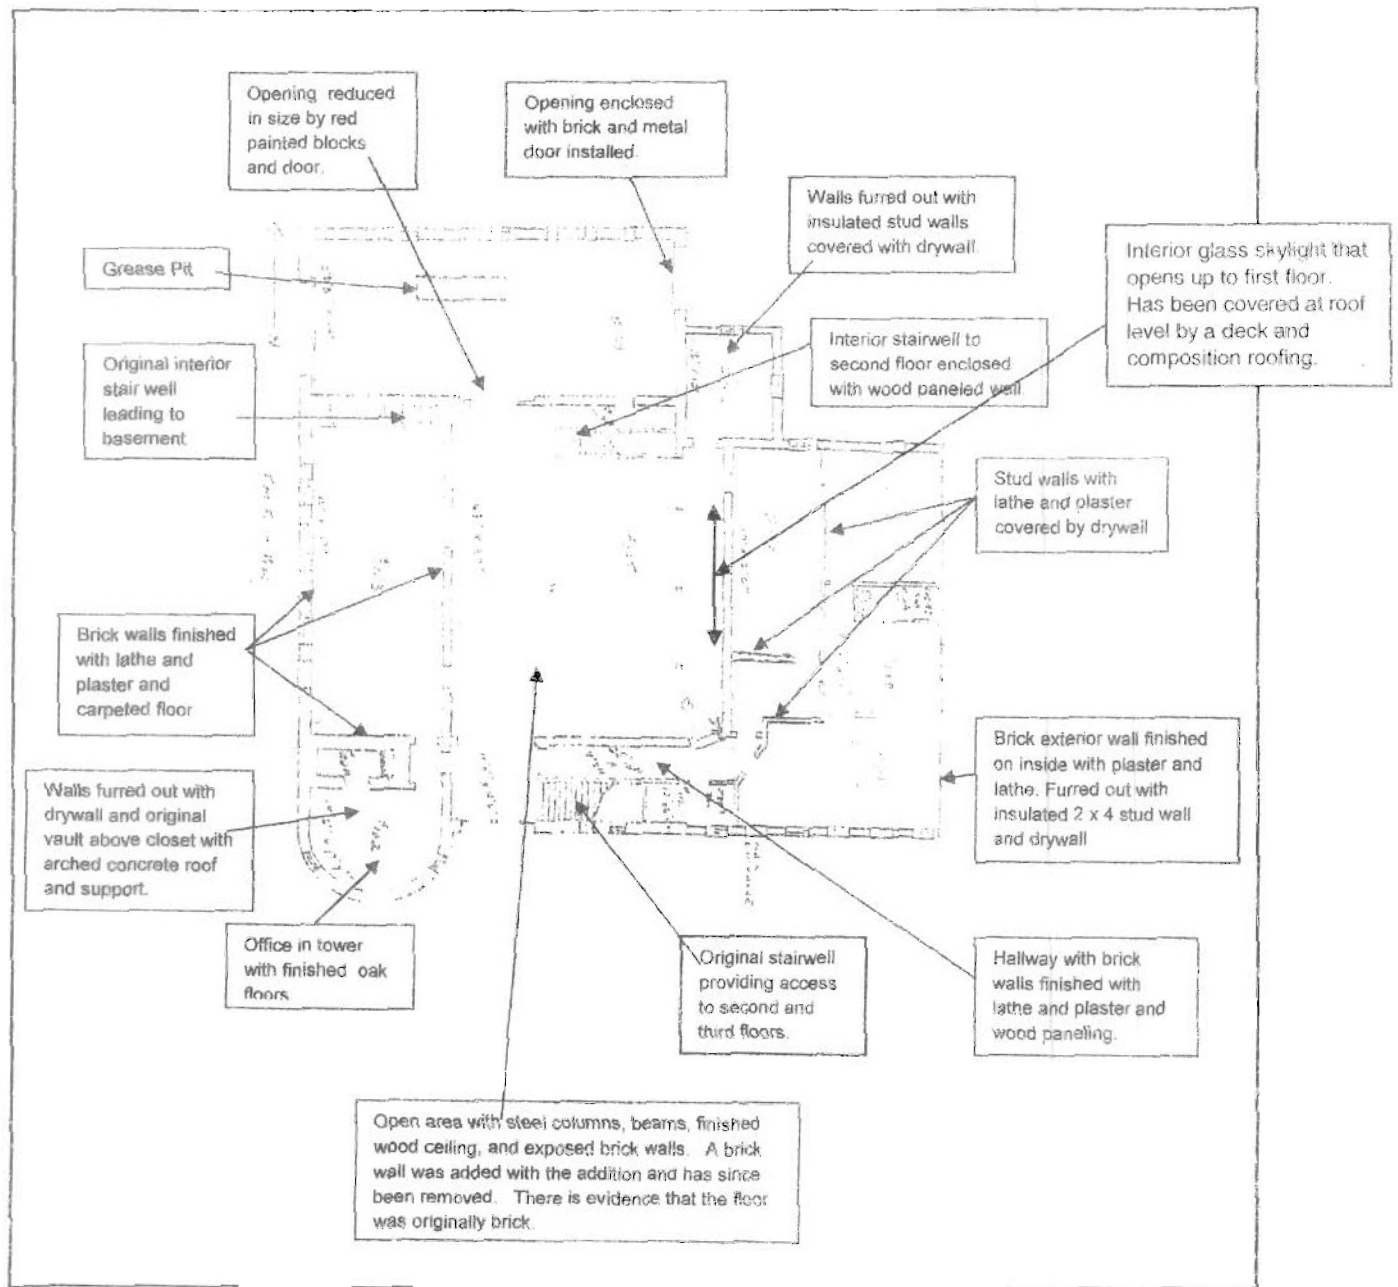 Opening reduced
in size by red
painted blocks
and door.
Opening enclosed
with brick and metal
door installed.
Walls furred out with
insulated stud walls
covered with drywall
Interior glass skylight that
opens up to first floor.
Has been covered at roof
level by a deck and
composition roofing.
Grease Pit
Interior stairwell to
second floor enclosed
with wood paneled wall.
Original interior
stair well
leading to
basement
Stud walls with
lathe and plaster
covered by drywall
Brick walls finished
with lathe and
plaster and
carpeted floor
Brick exterior wall finished
on inside with plaster and
lathe. Furred out with
insulated 2 x 4 stud wall
and drywall
Walls furred out with
drywall and original
vault above closet with
arched concrete roof
and support.
Office in tower
with finished oak
floors
Original stairwell
providing access
to second and
third floors.
Hallway with brick
walls finished with
lathe and plaster and
wood paneling.
Open area with steel columns, beams, finished
wood ceiling, and exposed brick walls. A brick
wall was added with the addition and has since
been removed. There is evidence that the floor
was originally brick.